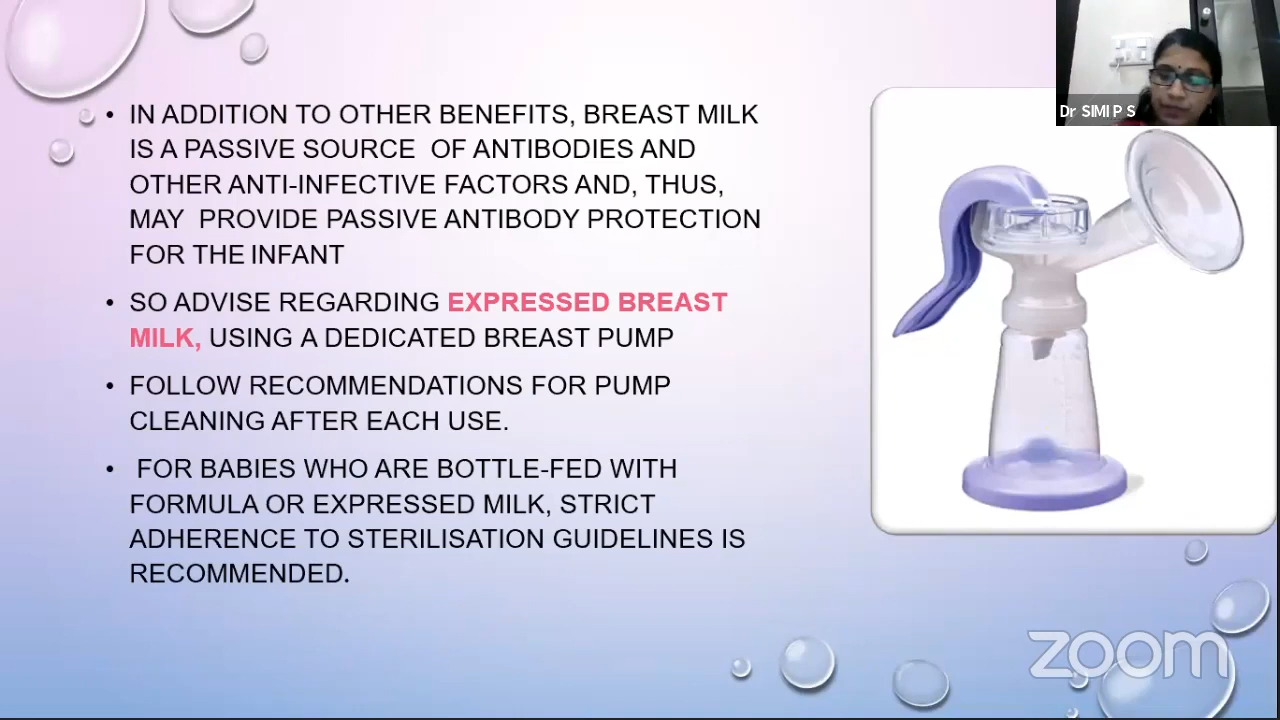 • IN ADDITION TO OTHER BENEFITS, BREAST MILK
IS A PASSIVE SOURCE OF ANTIBODIES AND
OTHER ANTI-INFECTIVE FACTORS AND, THUS,
MAY PROVIDE PASSIVE ANTIBODY PROTECTION
FOR THE INFANT
• SO ADVISE REGARDING EXPRESSED BREAST
MILK, USING A DEDICATED BREAST PUMP
• FOLLOW RECOMMENDATIONS FOR PUMP
CLEANING AFTER EACH USE.
• FOR BABIES WHO ARE BOTTLE-FED WITH
FORMULA OR EXPRESSED MILK, STRICT
ADHERENCE TO STERILISATION GUIDELINES IS
RECOMMENDED.
Dr SIMI P S
zoom